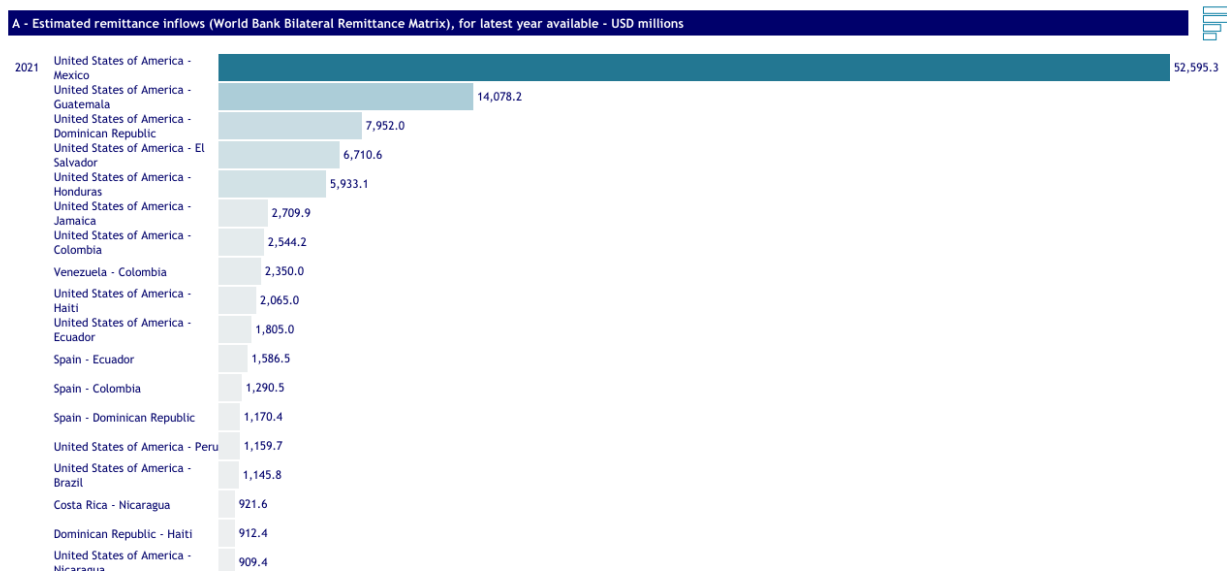 A - Estimated remittance inflows (World Bank Bilateral Remittance Matrix), for latest year available - USD millions
2021
United States of America -
Mexico
52,595.3
United States of America -
Guatemala
14,078.2
United States of America -
Dominican Republic
7,952.0
United States of America - El
Salvador
6,710.6
United States of America -
Honduras
5,933.1
United States of America -
Jamaica
2,709.9
United States of America -
Colombia
2,544.2
Venezuela - Colombia
2,350.0
United States of America -
Haiti
2,065.0
United States of America -
Ecuador
1,805.0
Spain - Ecuador
1,586.5
Spain - Colombia
1,290.5
Spain - Dominican Republic
1,170.4
United States of America - Peru
1,159.7
United States of America -
Brazil
1,145.8
Costa Rica - Nicaragua
921.6
Dominican Republic - Haiti
912.4
United States of America -
Nicaragua
909.4